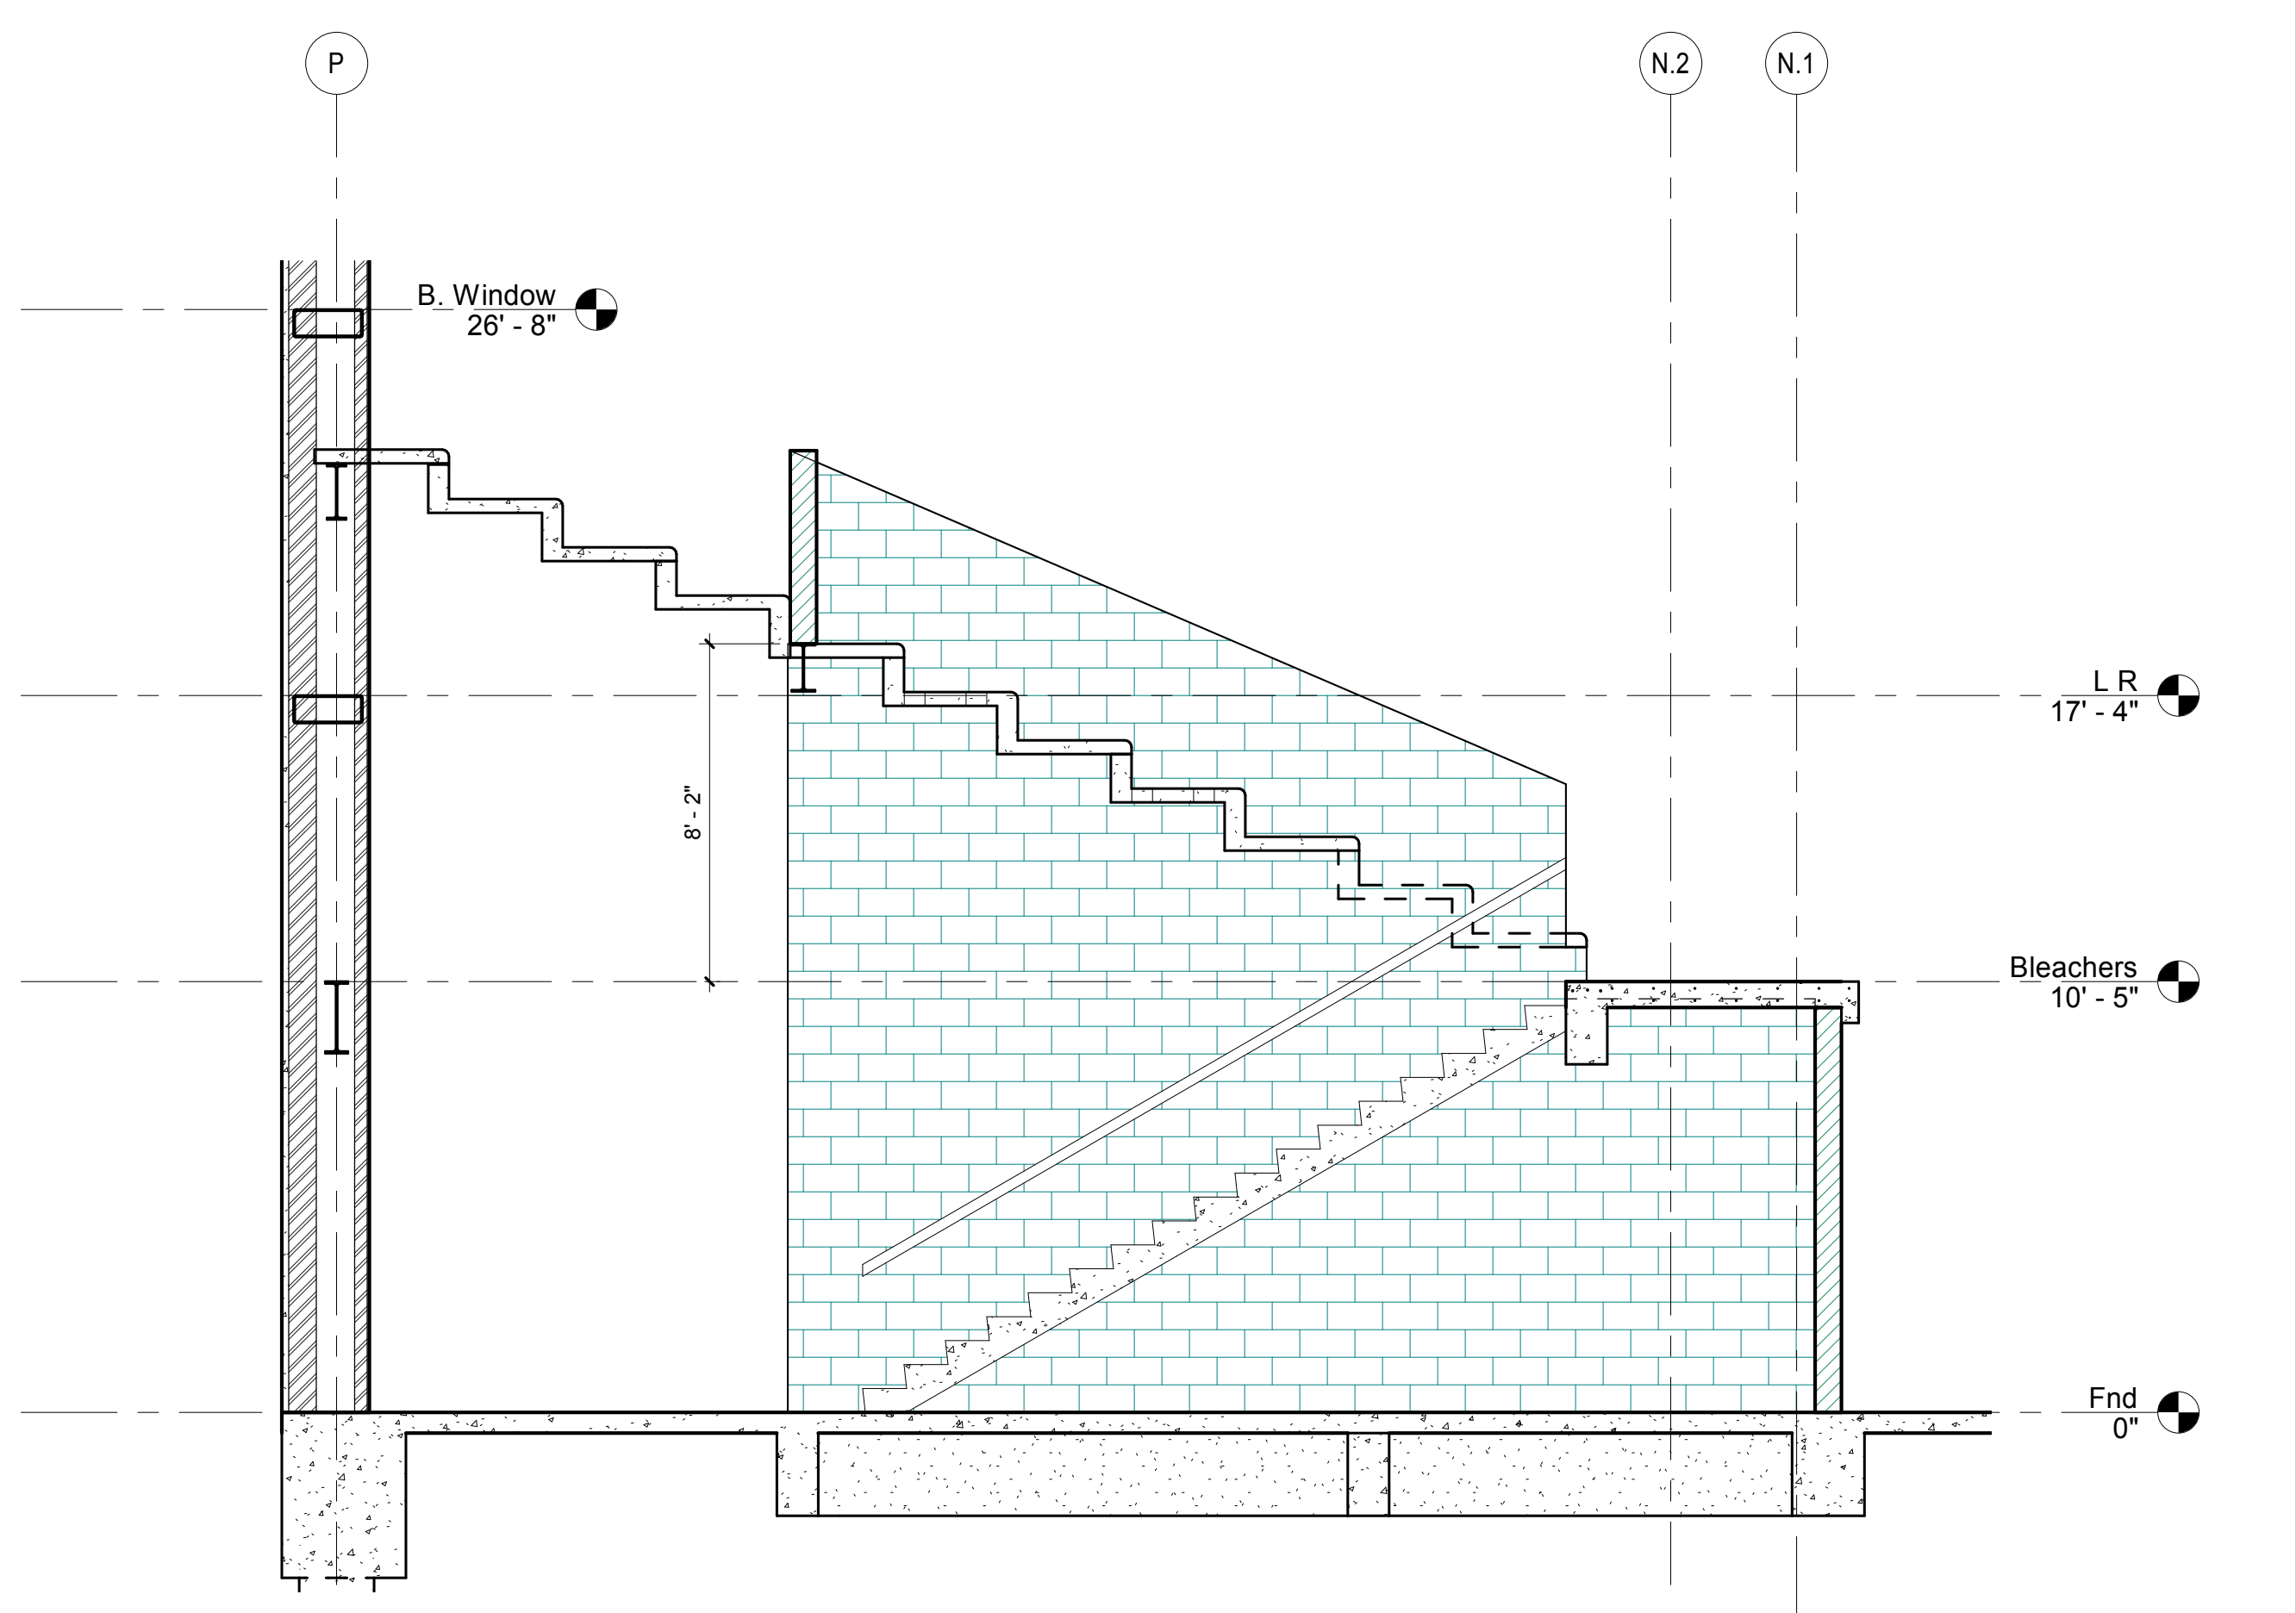 P
N.2
N.1
B. Window
26' - 8"
L R
17' - 4"
8' - 2"
Bleachers
10' - 5"
Fnd
0"